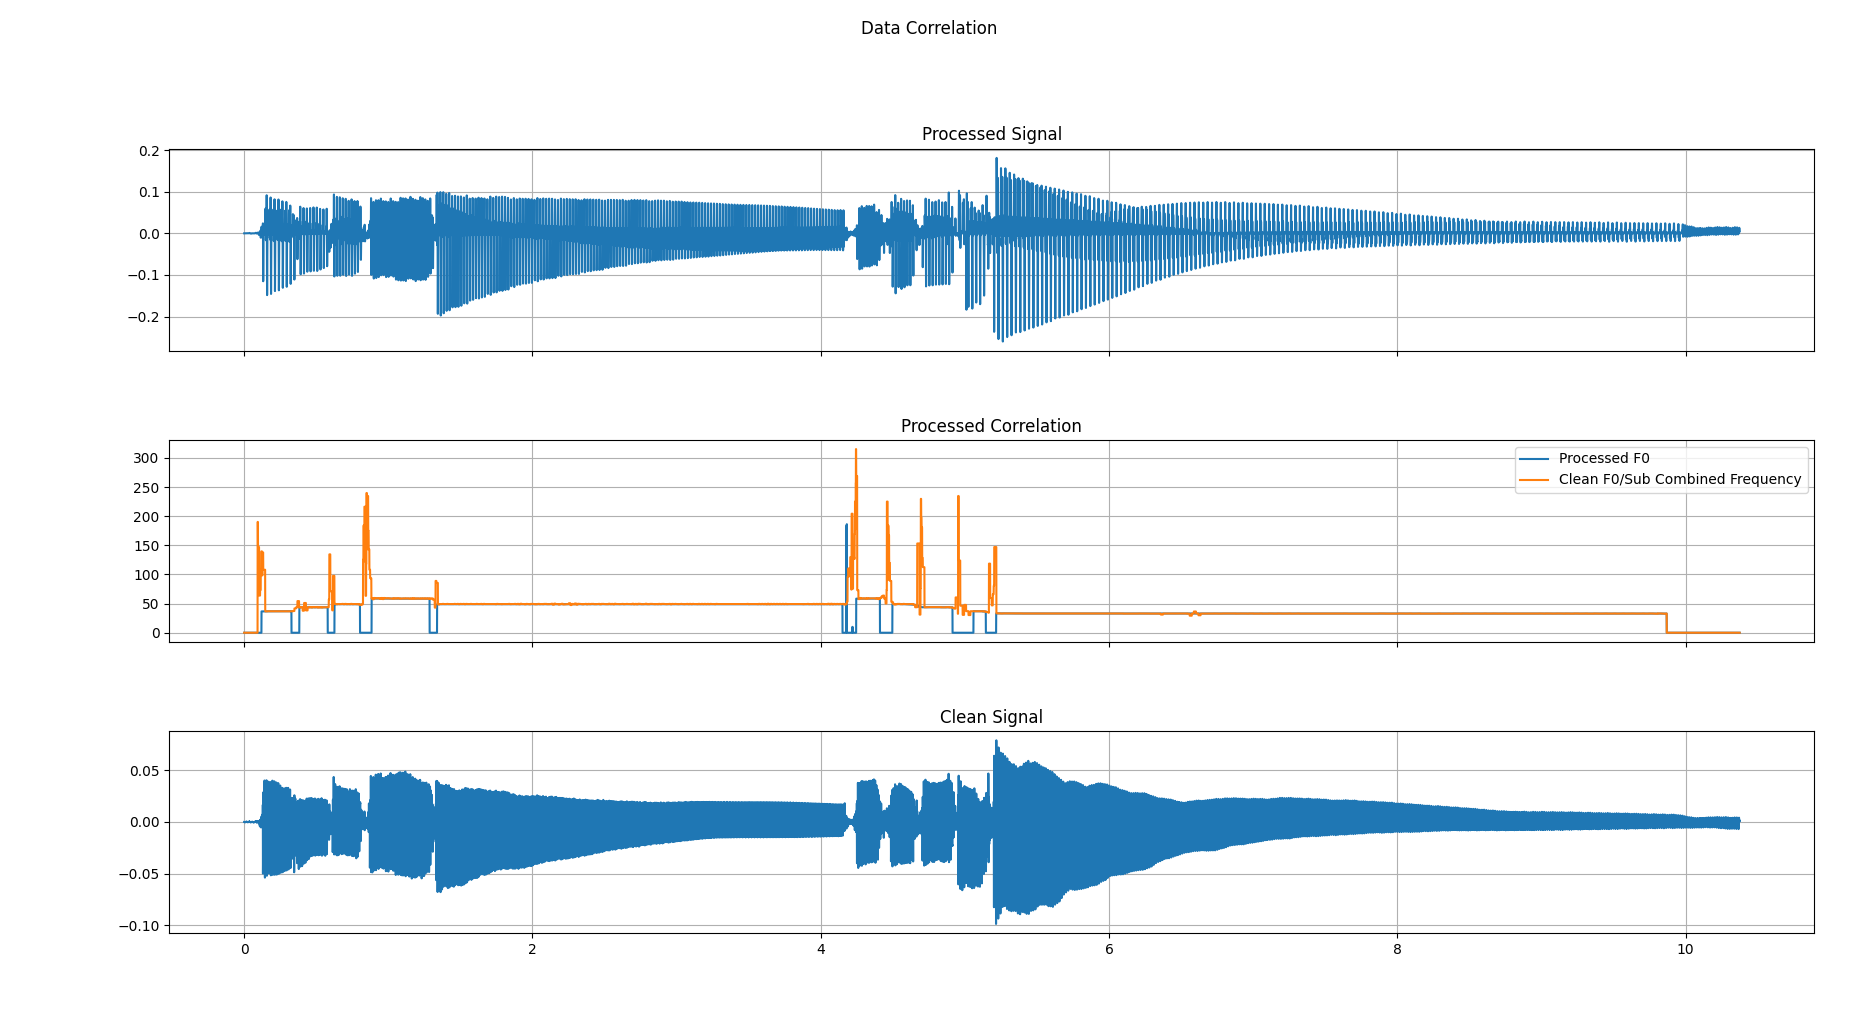 Data Correlation
Processed Signal
0.2
0.1
0.0
−0.1
−0.2
Processed Correlation
300
250
200
150
100
50
0
Processed F0
Clean F0/Sub Combined Frequency
Clean Signal
0.05
0.00
−0.05
−0.10
0 2 4 6 8 10